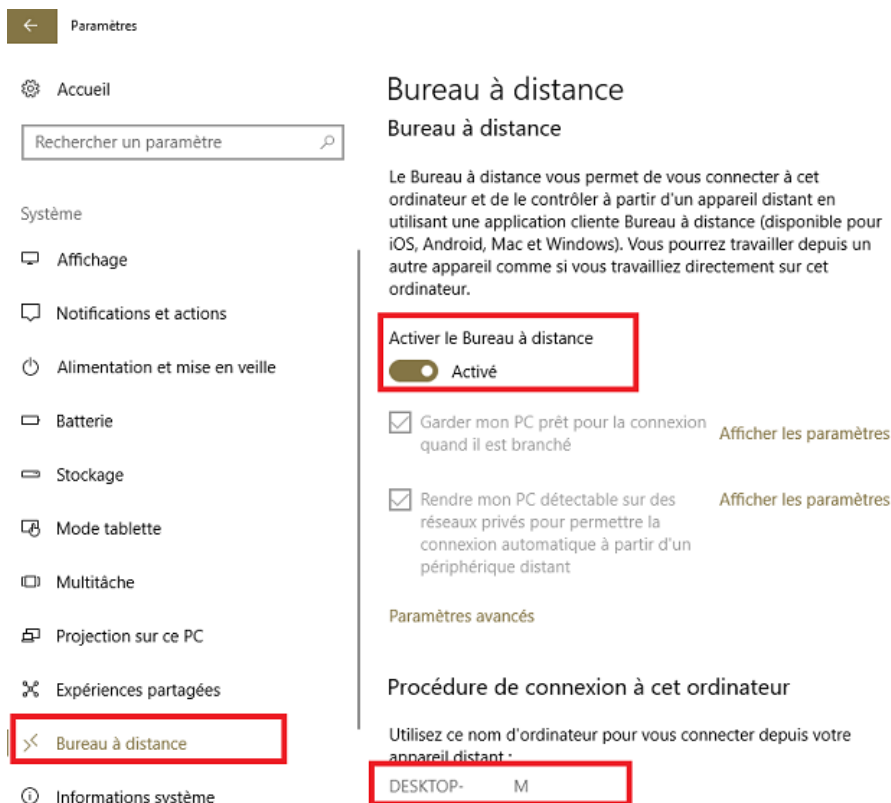 Paramètres
Accueil
Rechercher un paramètre
Système
Affichage
Notifications et actions
Alimentation et mise en veille
Batterie
Stockage
Mode tablette
Multitâche
Projection sur ce PC
Expériences partagées
Bureau à distance
Informations système
Bureau à distance
Bureau à distance
Le Bureau à distance vous permet de vous connecter à cet
ordinateur et de le contrôler à partir d'un appareil distant en
utilisant une application cliente Bureau à distance (disponible pour
iOS, Android, Mac et Windows). Vous pourrez travailler depuis un
autre appareil comme si vous travailliez directement sur cet
ordinateur.
Activer le Bureau à distance
Activé
Garder mon PC prêt pour la connexion
quand il est branché
Afficher les paramètres
Rendre mon PC détectable sur des
réseaux privés pour permettre la
connexion automatique à partir d'un
périphérique distant
Afficher les paramètres
Paramètres avancés
Procédure de connexion à cet ordinateur
Utilisez ce nom d'ordinateur pour vous connecter depuis votre
appareil distant :
DESKTOP- M